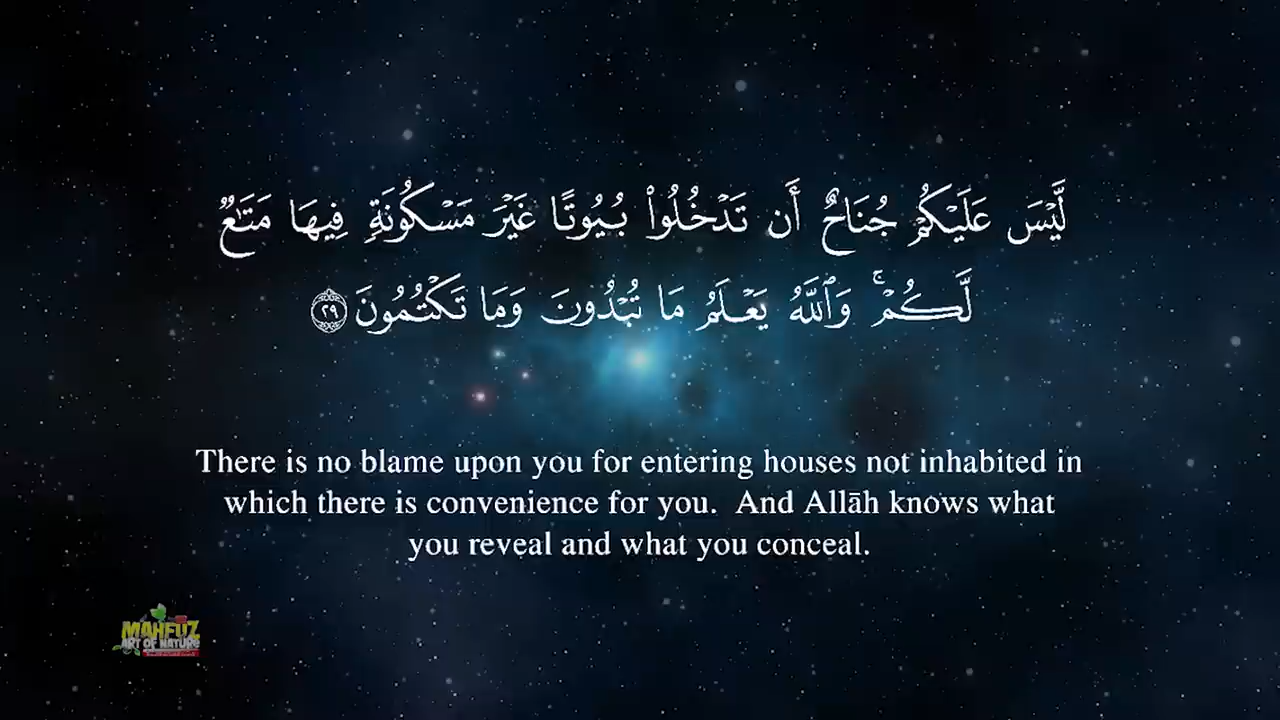 لَّيْسَ عَلَيْكُمْ جُنَاحٌ أَن تَدْخُلُوا۟ بُيُوتًا غَيْرَ مَسْكُونَةٍ فِيهَا مَتَـٰعٌ
لَّكُمْ ۚ وَٱللَّهُ يَعْلَمُ مَا تُبْدُونَ وَمَا تَكْتُمُونَ ٢٩
There is no blame upon you for entering houses not inhabited in
which there is convenience for you.  And Allāh knows what
you reveal and what you conceal.
MAHFUZ
ART OF NATURE